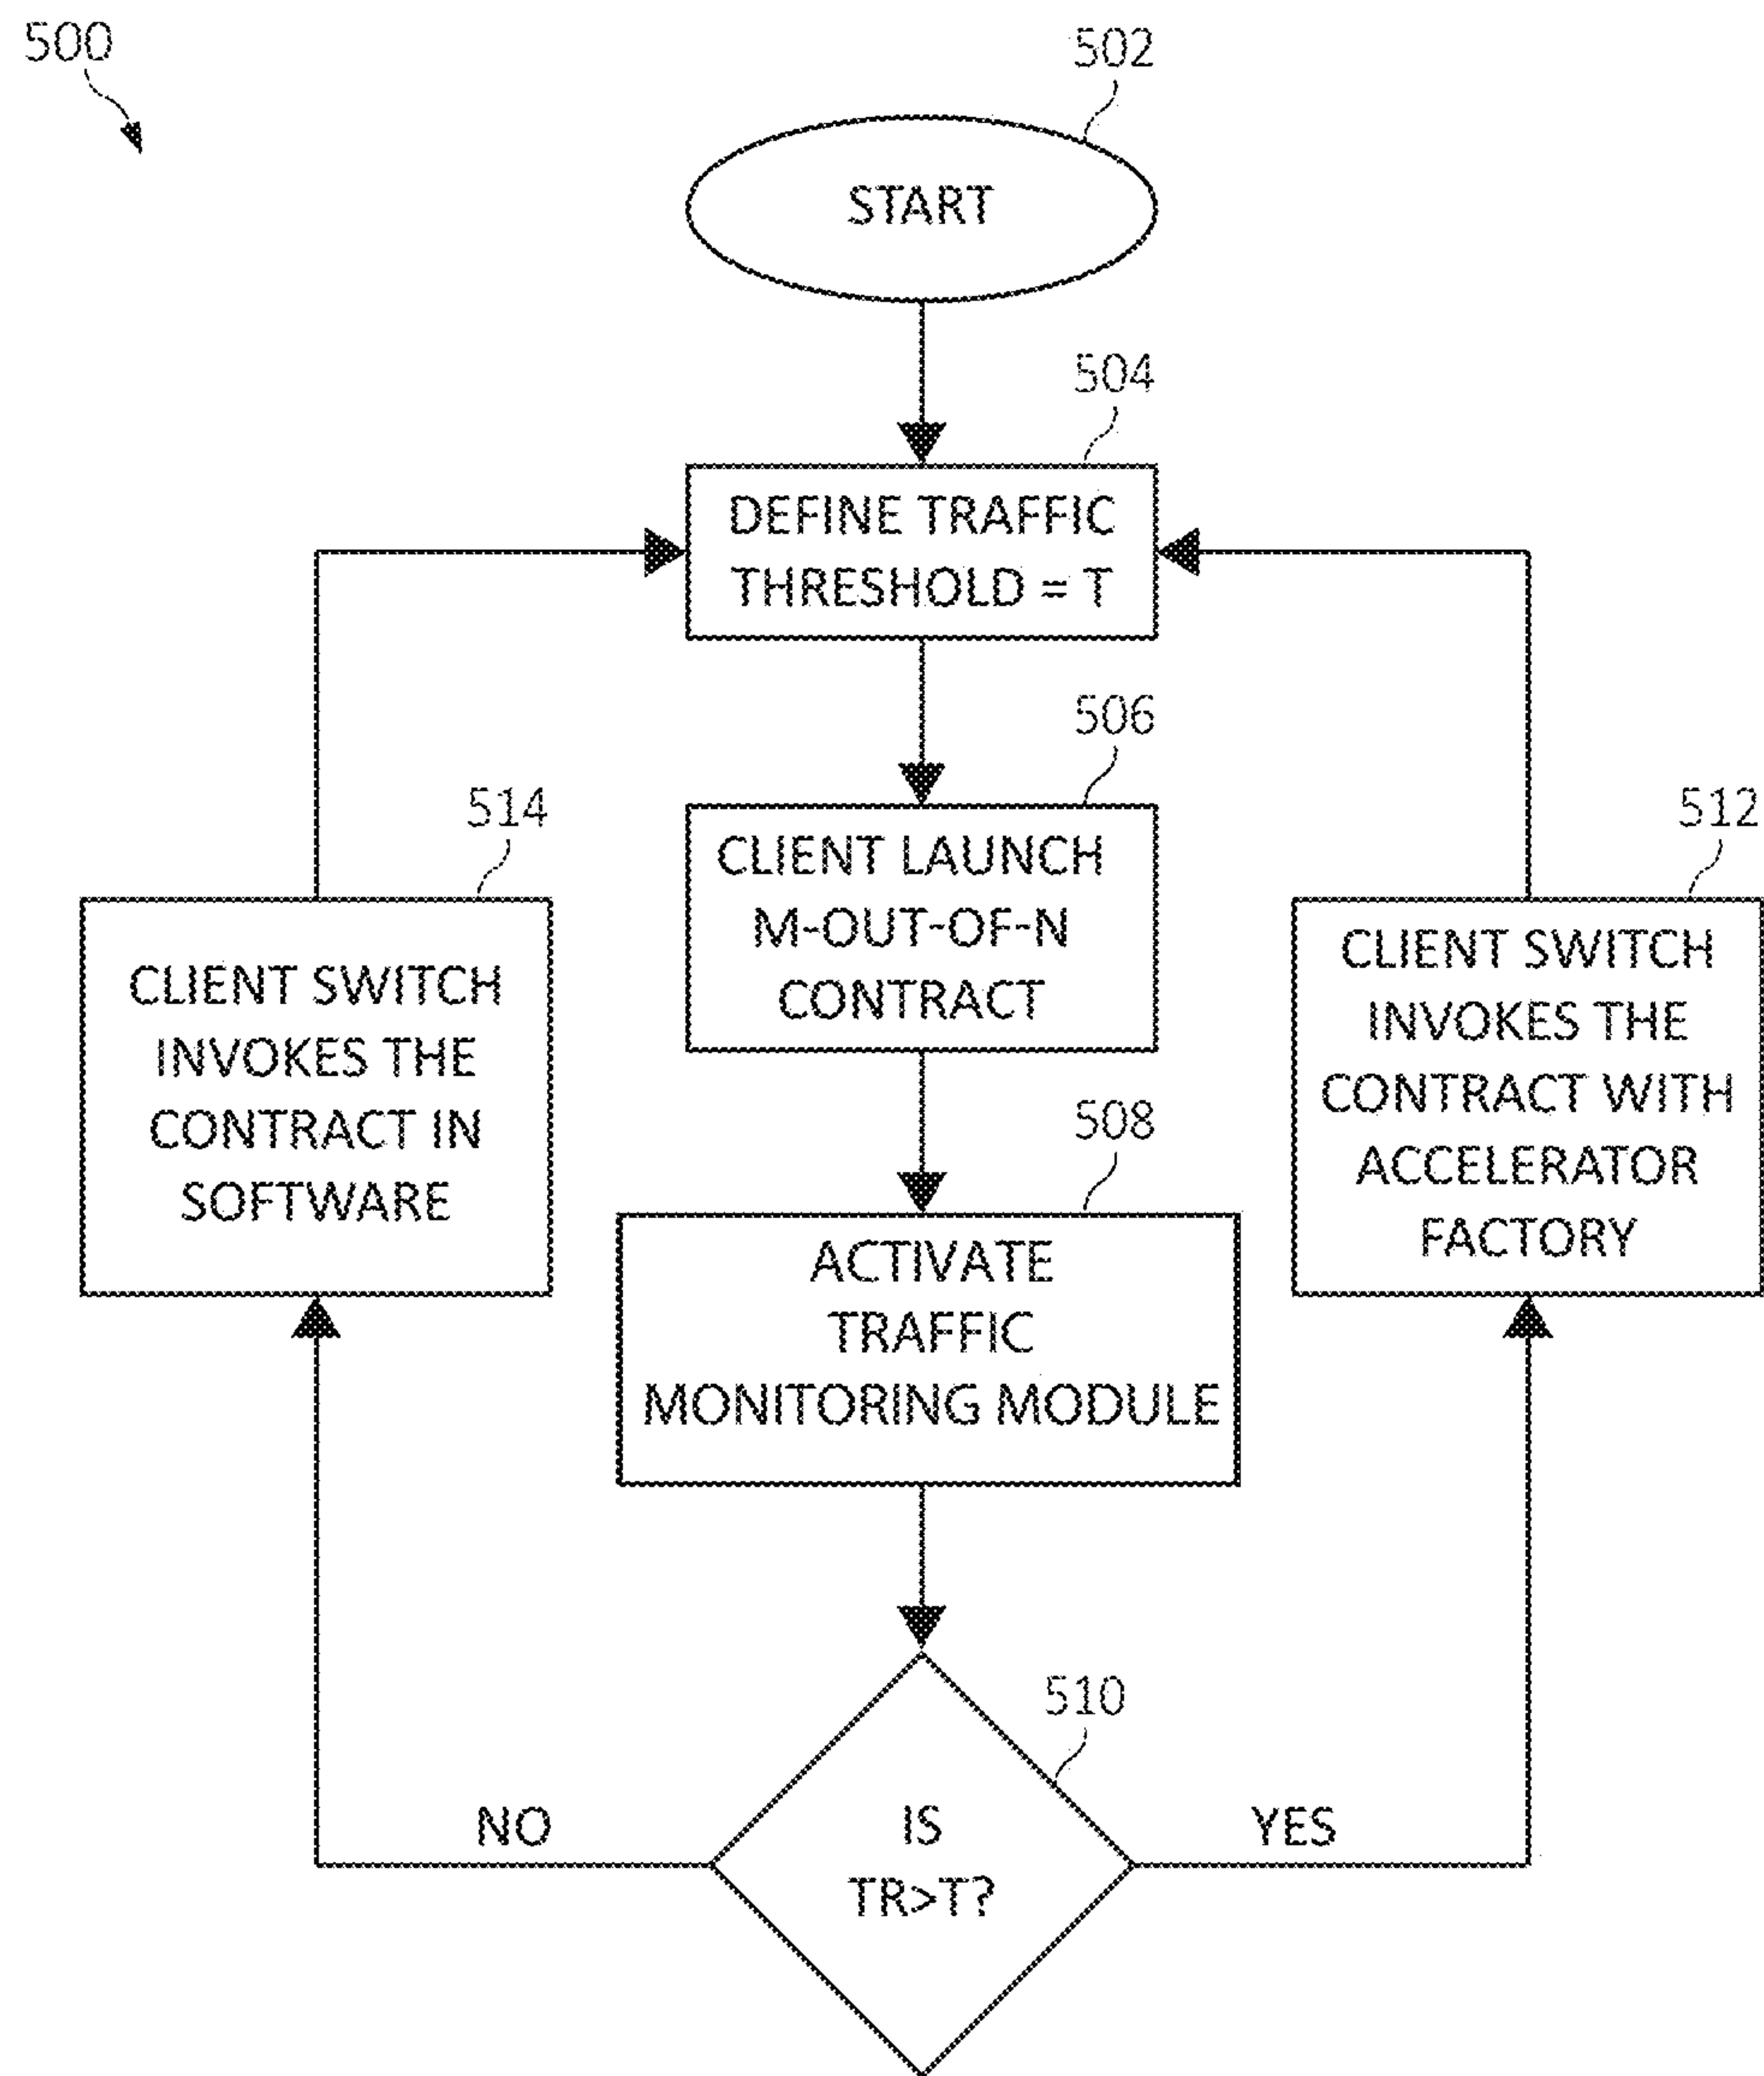 500
502
START
504
DEFINE TRAFFIC
THRESHOLD = T
506
CLIENT LAUNCH
M-OUT-OF-N
CONTRACT
514
CLIENT SWITCH
INVOKES THE
CONTRACT IN
SOFTWARE
512
CLIENT SWITCH
INVOKES THE
CONTRACT WITH
ACCELERATOR
FACTORY
508
ACTIVATE
TRAFFIC
MONITORING MODULE
510
IS
TR>T?
NO
YES